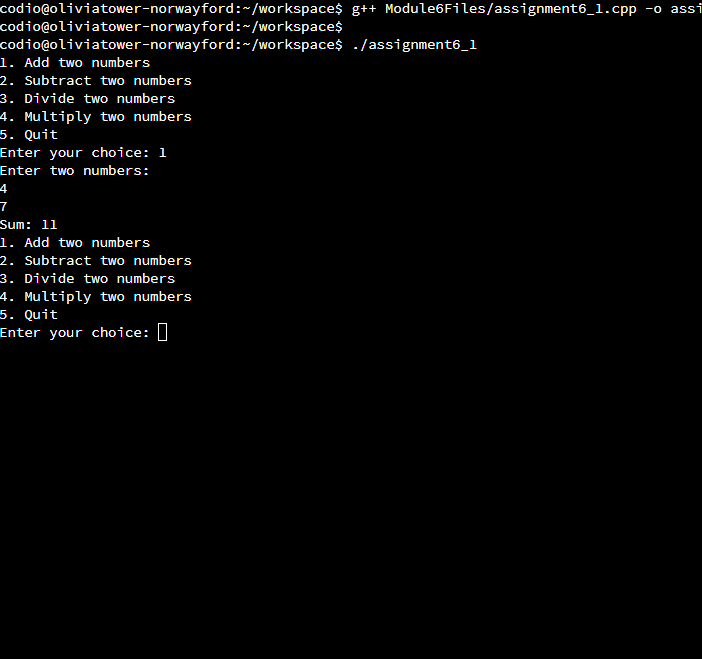 codio@oliviatower-norwayford:~/workspace$ g++ Module6Files/assignment6_1.cpp -o assi
codio@oliviatower-norwayford:~/workspace$
codio@oliviatower-norwayford:~/workspace$ ./assignment6_1
1. Add two numbers
2. Subtract two numbers
3. Divide two numbers
4. Multiply two numbers
5. Quit
Enter your choice: 1
Enter two numbers:
4
7
Sum: 11
1. Add two numbers
2. Subtract two numbers
3. Divide two numbers
4. Multiply two numbers
5. Quit
Enter your choice: